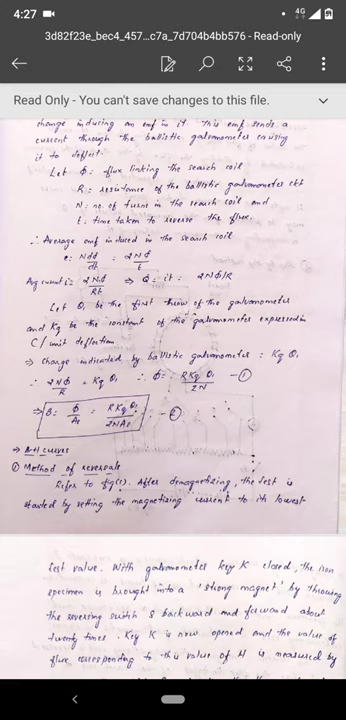 4:27
4G
91
3d82f23e_bec4_457...c7a_7d704b4bb576 - Read-only
Read Only - You can't save changes to this file.
change inducing an emf in it. This emf sends a
current through the ballistic galvanometer causing
it to deflect.
Let ϕ = flux linking the search coil
R = resistance of the ballistic galvanometer ckt
N = no. of turns in the search coil and
t = time taken to reverse the flux.
∴ Average emf induced in the search coil
e = Ndϕ/dt = 2Nϕ/t
Avg current i = 2Nϕ/Rt ⇒ Q = it = 2Nϕ/R
Let θ₁ be the first throw of the galvanometer
and Kq be the constant of the galvanometer expressed in
C/unit deflection
⇒ Charge indicated by ballistic galvanometer = Kq θ₁
∴ 2Nϕ/R = Kq θ₁ ∴ ϕ = RKq θ₁/2N —①
⇒ B = ϕ/As = RKq θ₁/2NAs —②
⇒ B-H curves
① Method of reversals
Refer to fig(1). After demagnetizing, the test is
started by setting the magnetizing current to its lowest
test value. With galvanometer key K closed, the iron
specimen is brought into a 'strong magnet' by throwing
the reversing switch S backward and forward about
twenty times. Key K is now opened and the value of
flux corresponding to this value of H is measured by